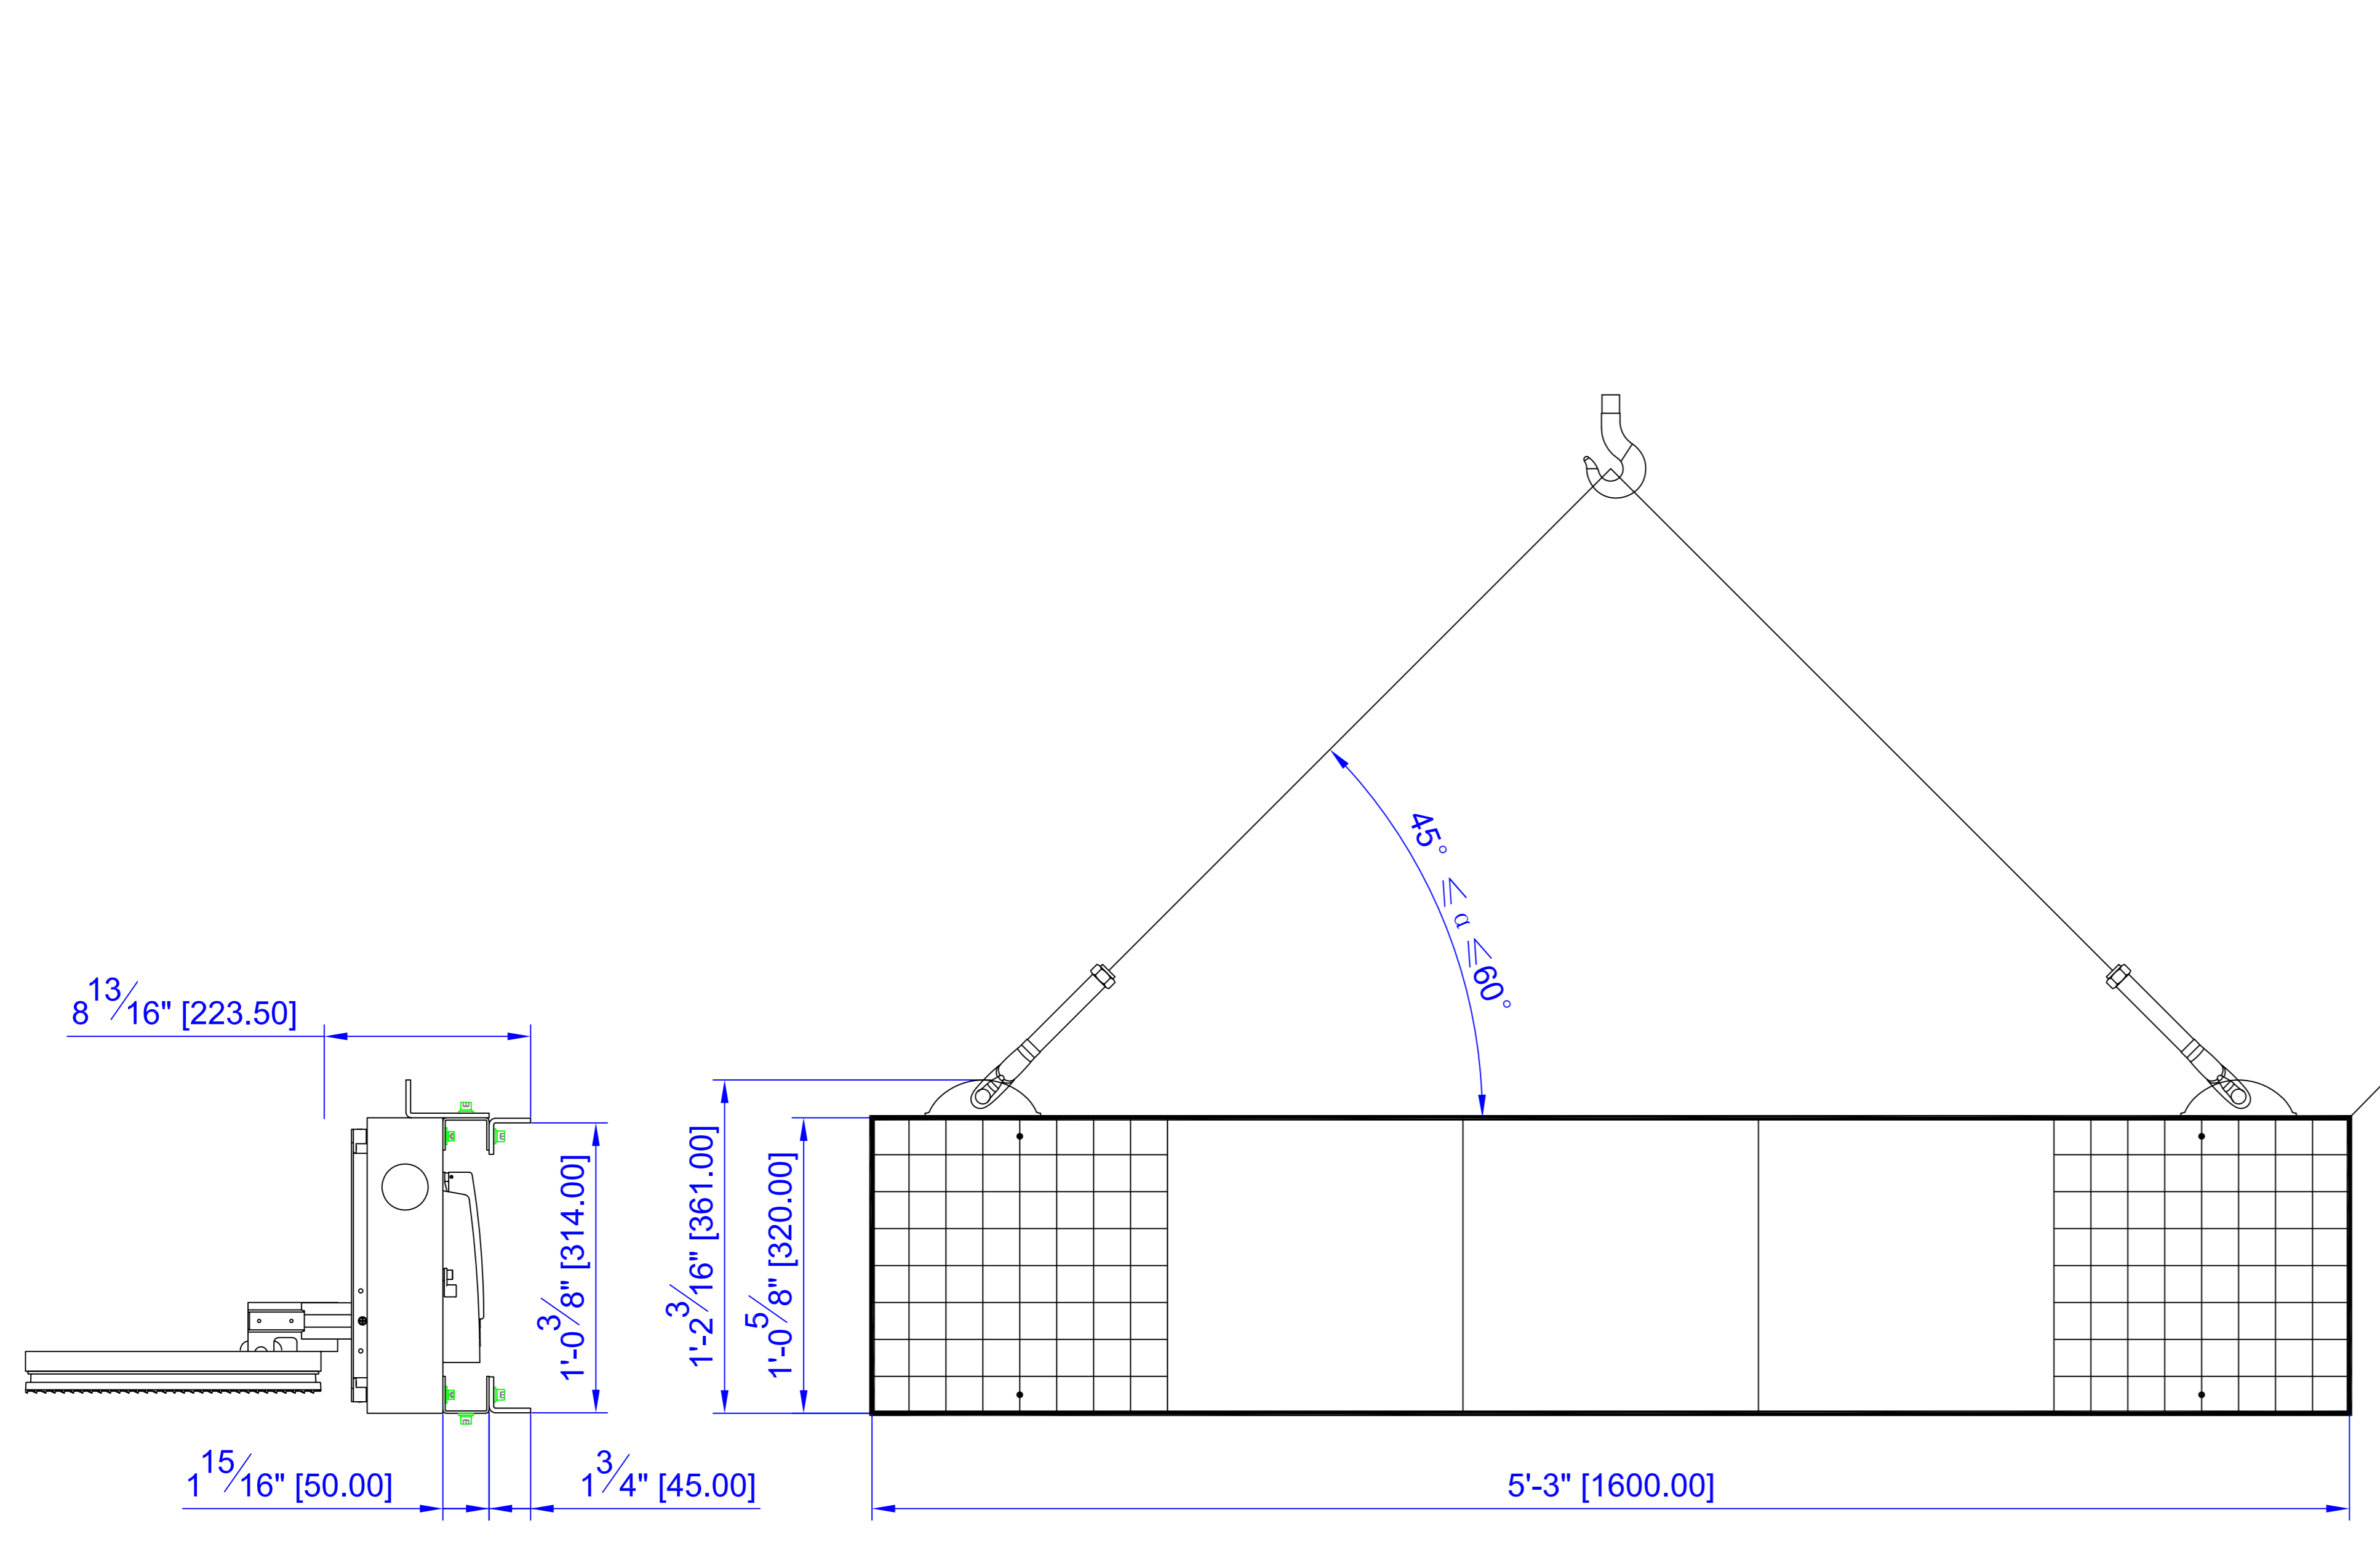 45° ≤ α ≤60°
8 13/16" [223.50]
1'-0 3/8" [314.00]
1'-2 3/16" [361.00]
1'-0 5/8" [320.00]
1 15/16" [50.00]
1 3/4" [45.00]
5'-3" [1600.00]